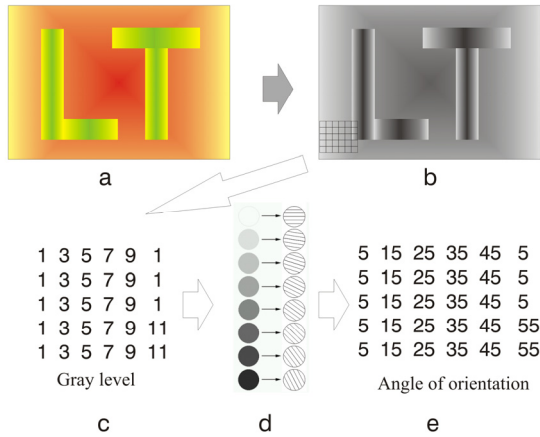 LT
LT
a
b
1 3 5 7 9 1
1 3 5 7 9 1
1 3 5 7 9 1
1 3 5 7 9 11
1 3 5 7 9 11
Gray level
5 15 25 35 45 5
5 15 25 35 45 5
5 15 25 35 45 5
5 15 25 35 45 55
5 15 25 35 45 55
Angle of orientation
c
d
e